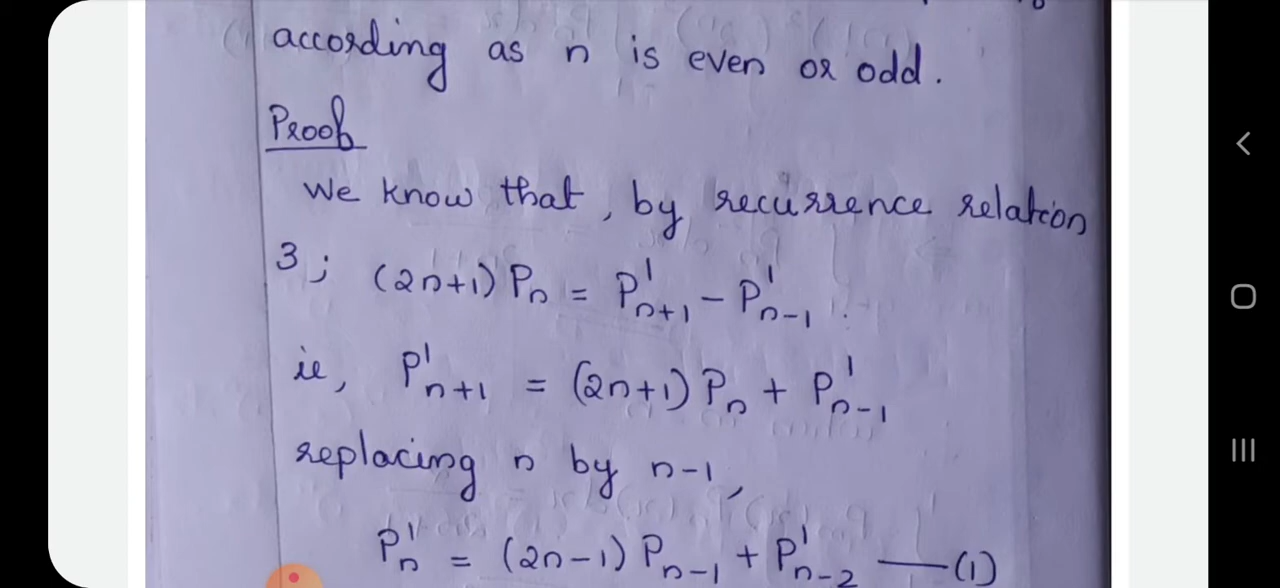 according as n is even or odd.
Proof
We know that, by recurrence relation
3; (2n+1) Pn = P'n+1 - P'n-1.
ie, P'n+1 = (2n+1) Pn + P'n-1
replacing n by n-1,
P'n = (2n-1) Pn-1 + P'n-2 —(1)